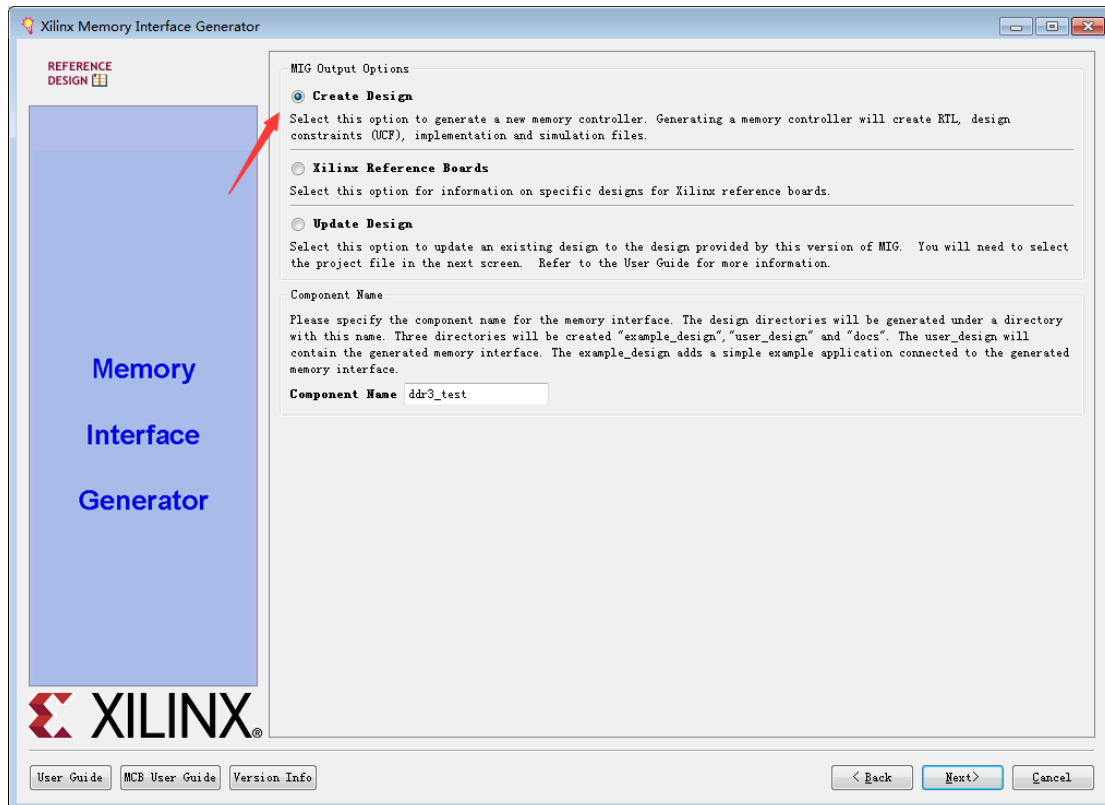 Xilinx Memory Interface Generator
REFERENCE
DESIGN
MIG Output Options
Create Design
Select this option to generate a new memory controller. Generating a memory controller will create RTL, design
constraints (UCF), implementation and simulation files.
Xilinx Reference Boards
Select this option for information on specific designs for Xilinx reference boards.
Update Design
Select this option to update an existing design to the design provided by this version of MIG. You will need to select
the project file in the next screen. Refer to the User Guide for more information.
Component Name
Please specify the component name for the memory interface. The design directories will be generated under a directory
with this name. Three directories will be created "example_design","user_design" and "docs". The user_design will
contain the generated memory interface. The example_design adds a simple example application connected to the generated
memory interface.
Component Name ddr3_test
Memory
Interface
Generator
XILINX®
User Guide MCB User Guide Version Info < Back Next> Cancel